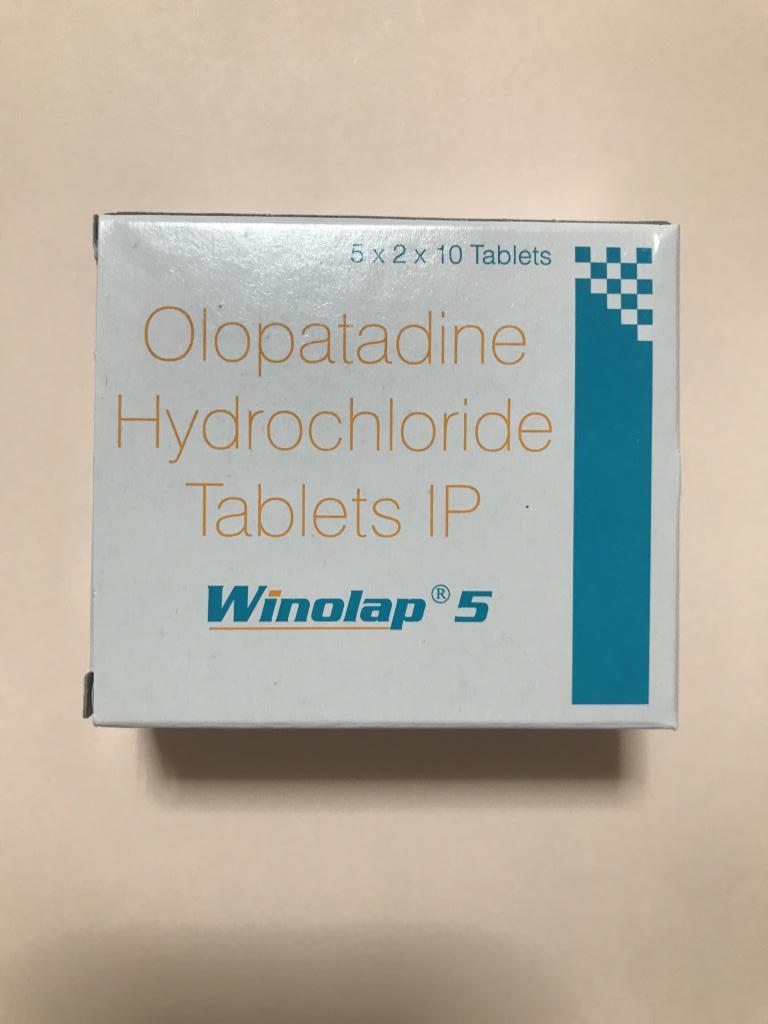 5 x 2 x 10 Tablets
Olopatadine
Hydrochloride
Tablets IP
Winolap® 5